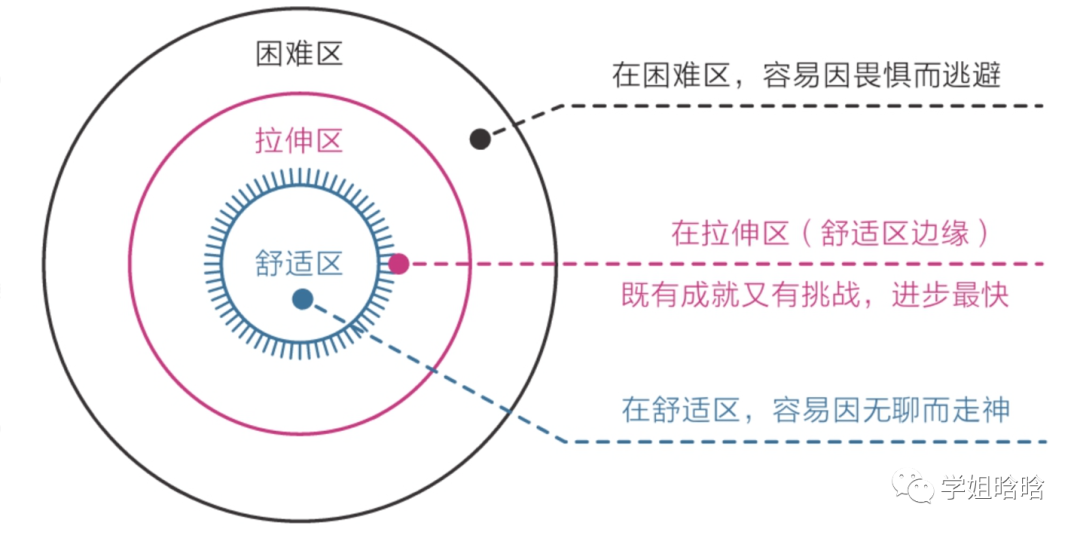 困难区
在困难区，容易因畏惧而逃避
拉伸区
在拉伸区（舒适区边缘）
舒适区
既有成就又有挑战，进步最快
在舒适区，容易因无聊而走神
学姐晗晗